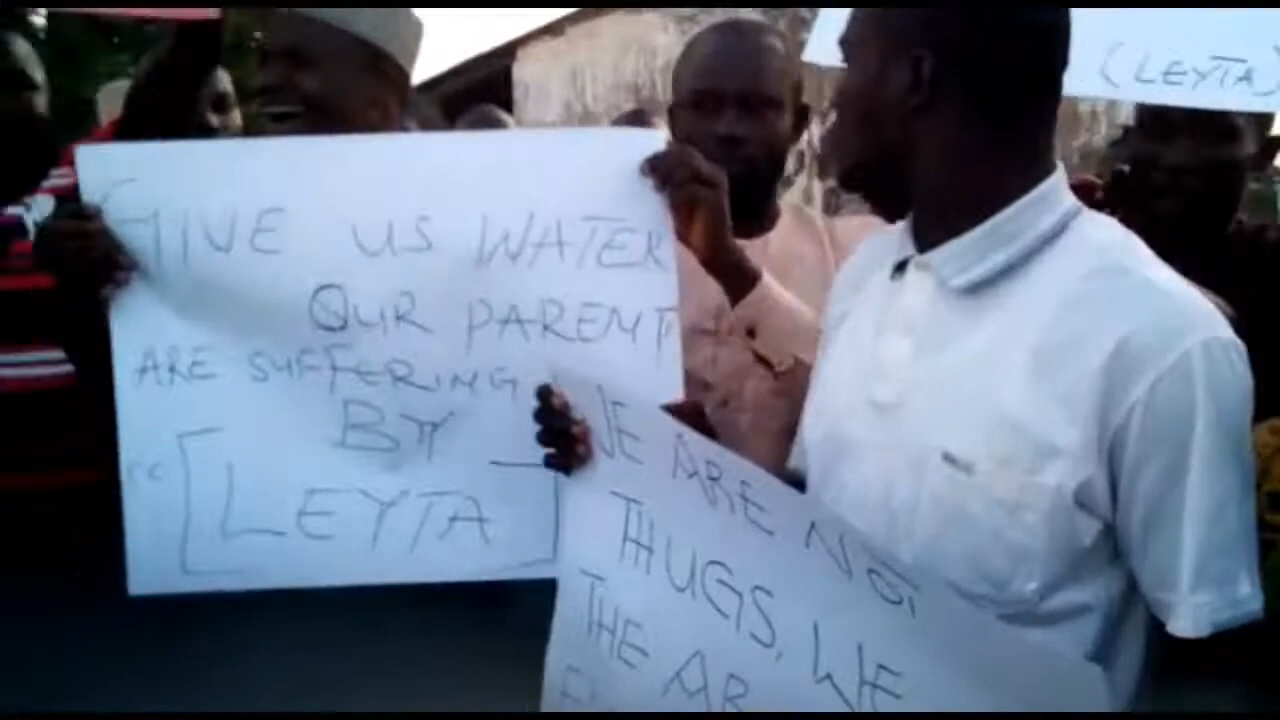 GIVE US WATER
OUR PARENT
ARE SUFFERING
BY
[LEYTA]
WE ARE NOT
THUGS, WE
THE AR
(LEYTA)